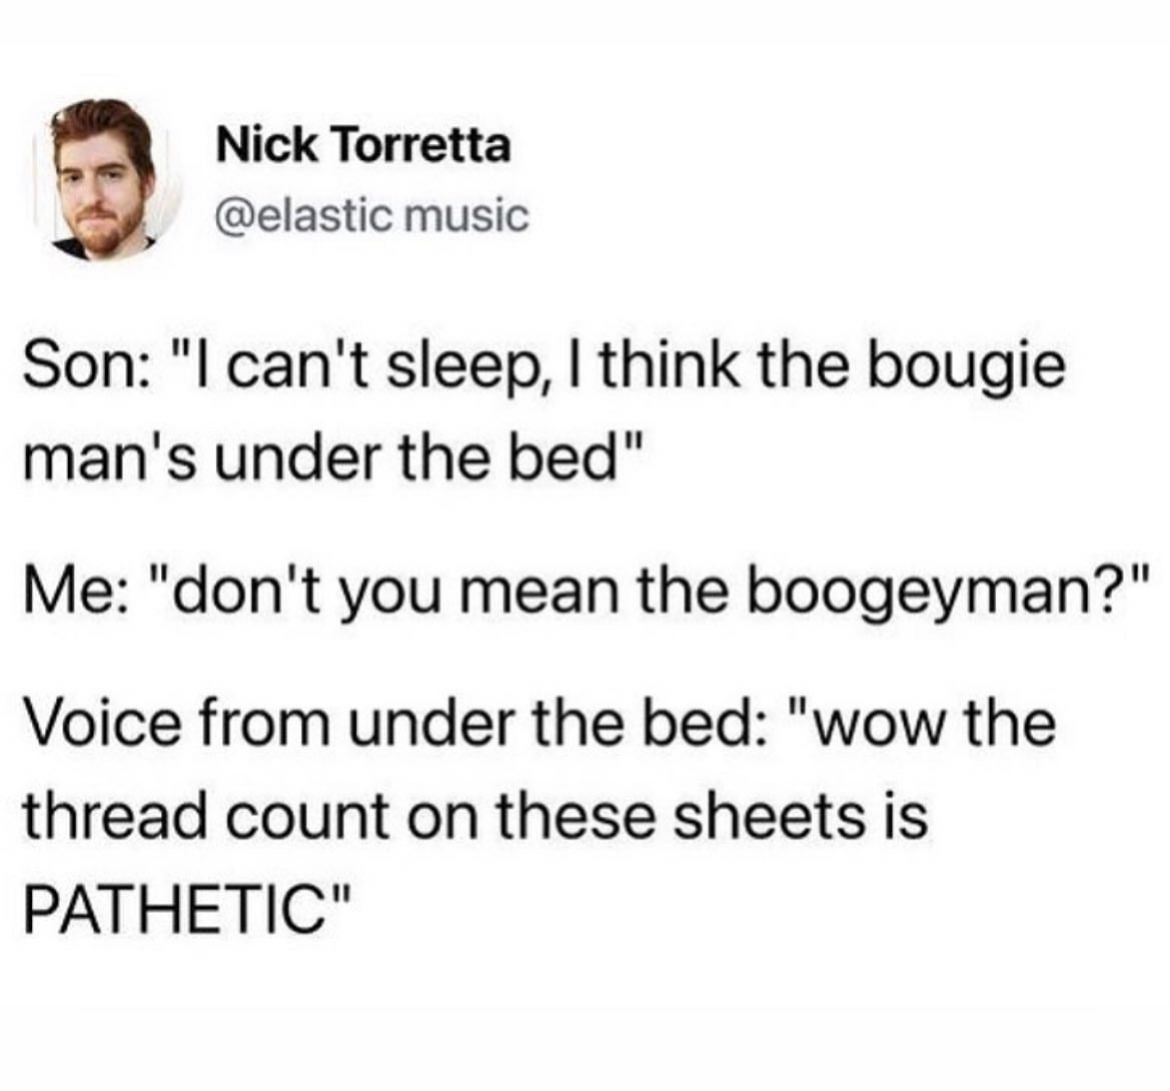 Nick Torretta
@elastic music
Son: "I can't sleep, I think the bougie
man's under the bed"
Me: "don't you mean the boogeyman?"
Voice from under the bed: "wow the
thread count on these sheets is
PATHETIC"